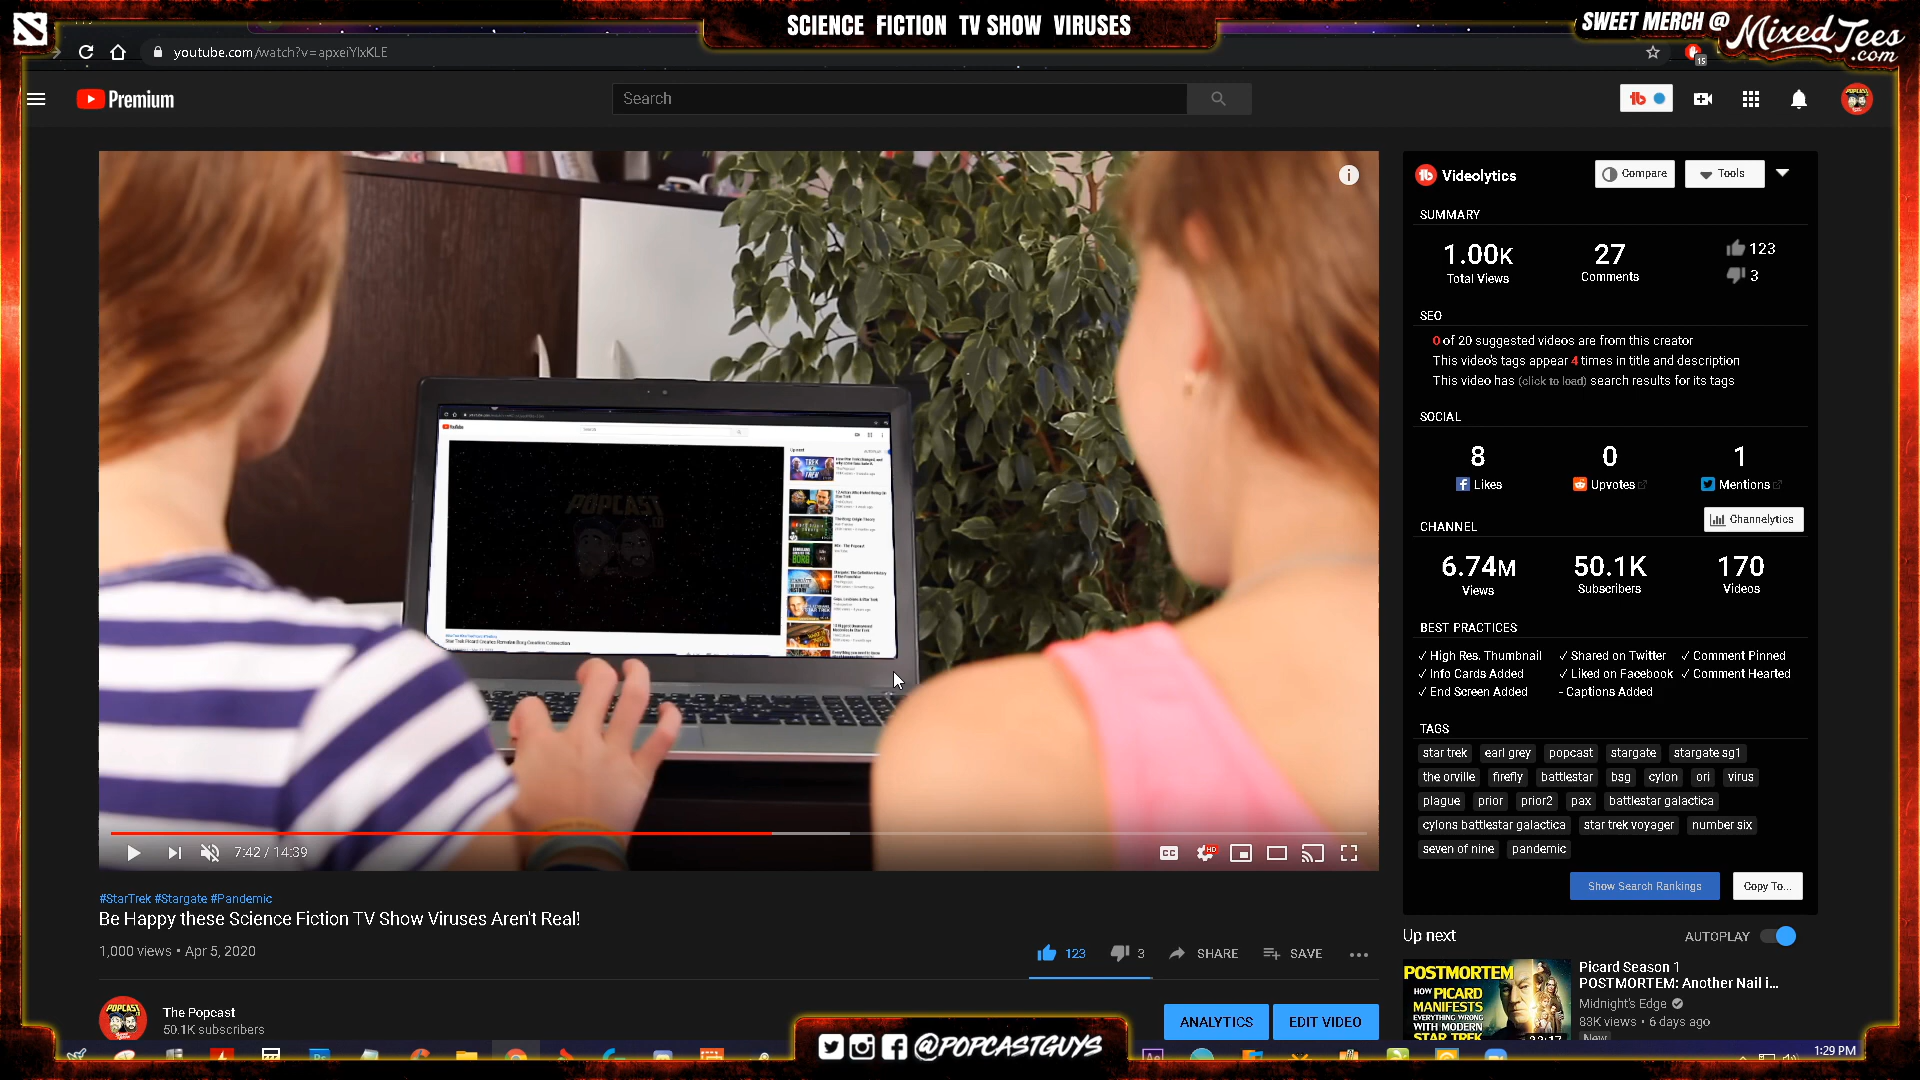 SCIENCE FICTION TV SHOW VIRUSES
SWEET MERCH @ MixedTees.com
youtube.com/watch?v=apxeiYlxKLE
15
Premium
Search
Videolytics
Compare
Tools
SUMMARY
1.00K
Total Views
27
Comments
123
3
SEO
0 of 20 suggested videos are from this creator
This video's tags appear 4 times in title and description
This video has (click to load) search results for its tags
SOCIAL
8
Likes
0
Upvotes
1
Mentions
Channelytics
CHANNEL
6.74M
Views
50.1K
Subscribers
170
Videos
BEST PRACTICES
✓ High Res. Thumbnail ✓ Shared on Twitter ✓ Comment Pinned
✓ Info Cards Added ✓ Liked on Facebook ✓ Comment Hearted
✓ End Screen Added - Captions Added
TAGS
star trek earl grey popcast stargate stargate sg1
the orville firefly battlestar bsg cylon ori virus
plague prior prior2 pax battlestar galactica
cylons battlestar galactica star trek voyager number six
seven of nine pandemic
Show Search Rankings
Copy To...
POPCAST
7:42 / 14:39
CC
HD
#StarTrek #Stargate #Pandemic
Be Happy these Science Fiction TV Show Viruses Aren't Real!
1,000 views • Apr 5, 2020
123
3
SHARE
SAVE
The Popcast
50.1K subscribers
ANALYTICS
EDIT VIDEO
Up next
AUTOPLAY
POSTMORTEM
HOW PICARD
MANIFESTS
EVERYTHING WRONG
WITH MODERN
STAR TREK
Picard Season 1
POSTMORTEM: Another Nail i...
Midnight's Edge
83K views • 6 days ago
New
@POPCASTGUYS
1:29 PM